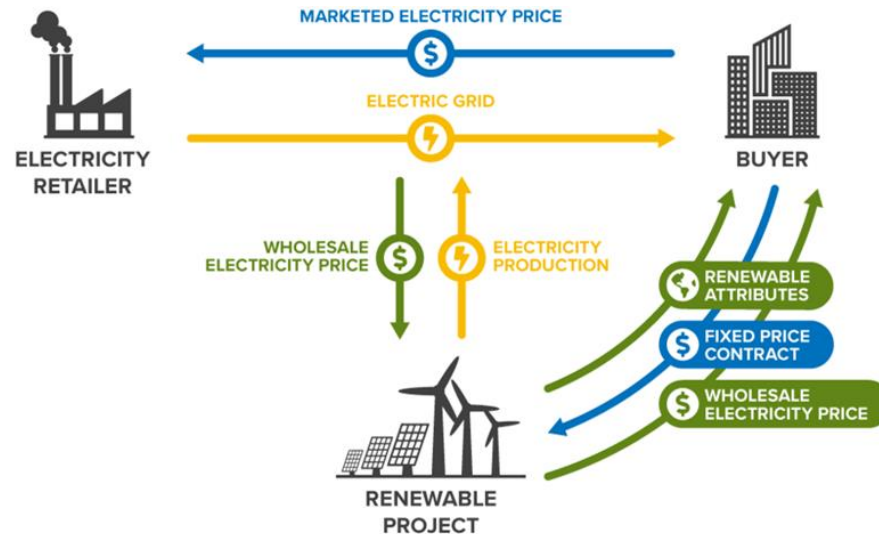 MARKETED ELECTRICITY PRICE
$
ELECTRIC GRID
ELECTRICITY
RETAILER
BUYER
WHOLESALE
ELECTRICITY PRICE
$
ELECTRICITY
PRODUCTION
RENEWABLE
ATTRIBUTES
$
FIXED PRICE
CONTRACT
$
WHOLESALE
ELECTRICITY PRICE
RENEWABLE
PROJECT